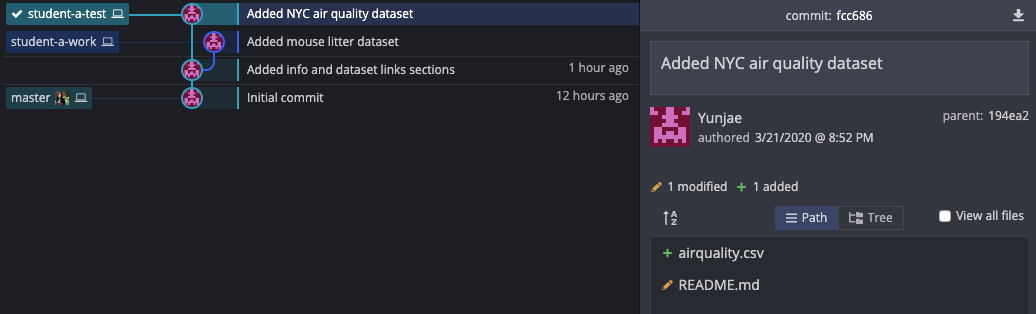 student-a-test
Added NYC air quality dataset
student-a-work
Added mouse litter dataset
Added info and dataset links sections
1 hour ago
master
Initial commit
12 hours ago
commit: fcc686
Added NYC air quality dataset
Yunjae
parent: 194ea2
authored 3/21/2020 @ 8:52 PM
1 modified + 1 added
A
Z
Path
Tree
View all files
+ airquality.csv
README.md